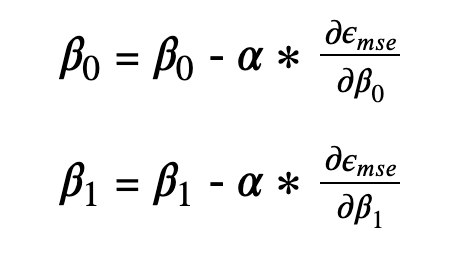 β₀ = β₀ - α * ∂ϵₘₛₑ/∂β₀
β₁ = β₁ - α * ∂ϵₘₛₑ/∂β₁